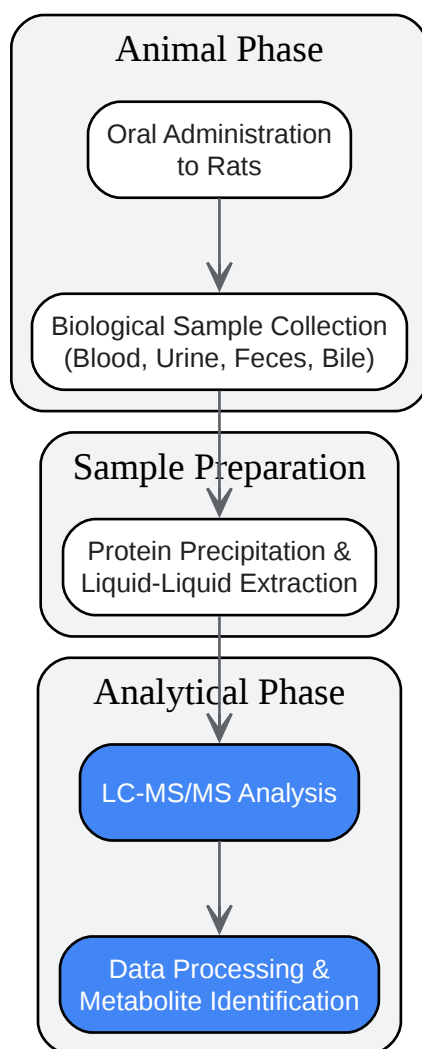 Animal Phase
Oral Administration
to Rats
Biological Sample Collection
(Blood, Urine, Feces, Bile)
Sample Preparation
Protein Precipitation &
Liquid-Liquid Extraction
Analytical Phase
LC-MS/MS Analysis
Data Processing &
Metabolite Identification